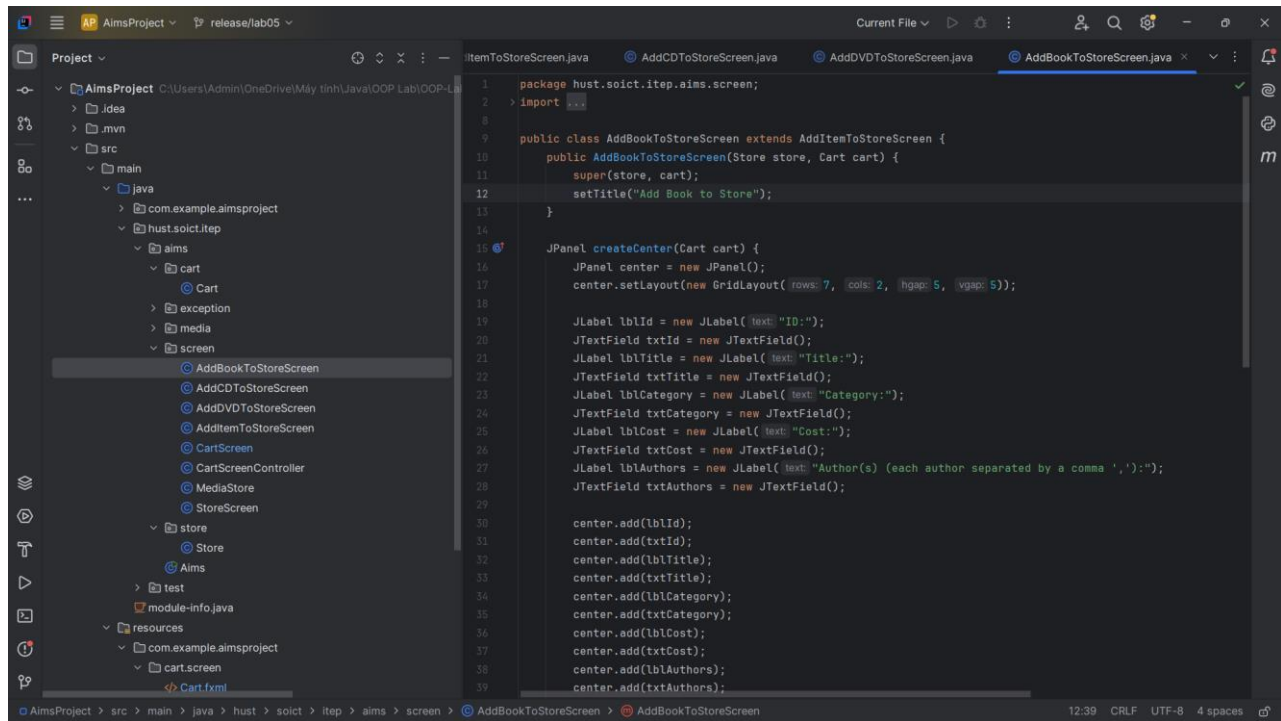 AP AimsProject release/lab05 Current File
Project
AimsProject C:\Users\Admin\OneDrive\Máy tính\Java\OOP Lab\OOP-La
.idea
.mvn
src
main
java
com.example.aimsproject
hust.soict.itep
aims
cart
Cart
exception
media
screen
AddBookToStoreScreen
AddCDToStoreScreen
AddDVDToStoreScreen
AddItemToStoreScreen
CartScreen
CartScreenController
MediaStore
StoreScreen
store
Store
Aims
test
module-info.java
resources
com.example.aimsproject
cart.screen
Cart.fxml
ItemToStoreScreen.java AddCDToStoreScreen.java AddDVDToStoreScreen.java AddBookToStoreScreen.java
1 package hust.soict.itep.aims.screen;
2 import ...
8
9 public class AddBookToStoreScreen extends AddItemToStoreScreen {
10 public AddBookToStoreScreen(Store store, Cart cart) {
11 super(store, cart);
12 setTitle("Add Book to Store");
13 }
14
15 JPanel createCenter(Cart cart) {
16 JPanel center = new JPanel();
17 center.setLayout(new GridLayout( rows: 7, cols: 2, hgap: 5, vgap: 5));
18
19 JLabel lblId = new JLabel( text: "ID:");
20 JTextField txtId = new JTextField();
21 JLabel lblTitle = new JLabel( text: "Title:");
22 JTextField txtTitle = new JTextField();
23 JLabel lblCategory = new JLabel( text: "Category:");
24 JTextField txtCategory = new JTextField();
25 JLabel lblCost = new JLabel( text: "Cost:");
26 JTextField txtCost = new JTextField();
27 JLabel lblAuthors = new JLabel( text: "Author(s) (each author separated by a comma ','):");
28 JTextField txtAuthors = new JTextField();
29
30 center.add(lblId);
31 center.add(txtId);
32 center.add(lblTitle);
33 center.add(txtTitle);
34 center.add(lblCategory);
35 center.add(txtCategory);
36 center.add(lblCost);
37 center.add(txtCost);
38 center.add(lblAuthors);
39 center.add(txtAuthors);
m
AimsProject > src > main > java > hust > soict > itep > aims > screen > AddBookToStoreScreen > AddBookToStoreScreen 12:39 CRLF UTF-8 4 spaces